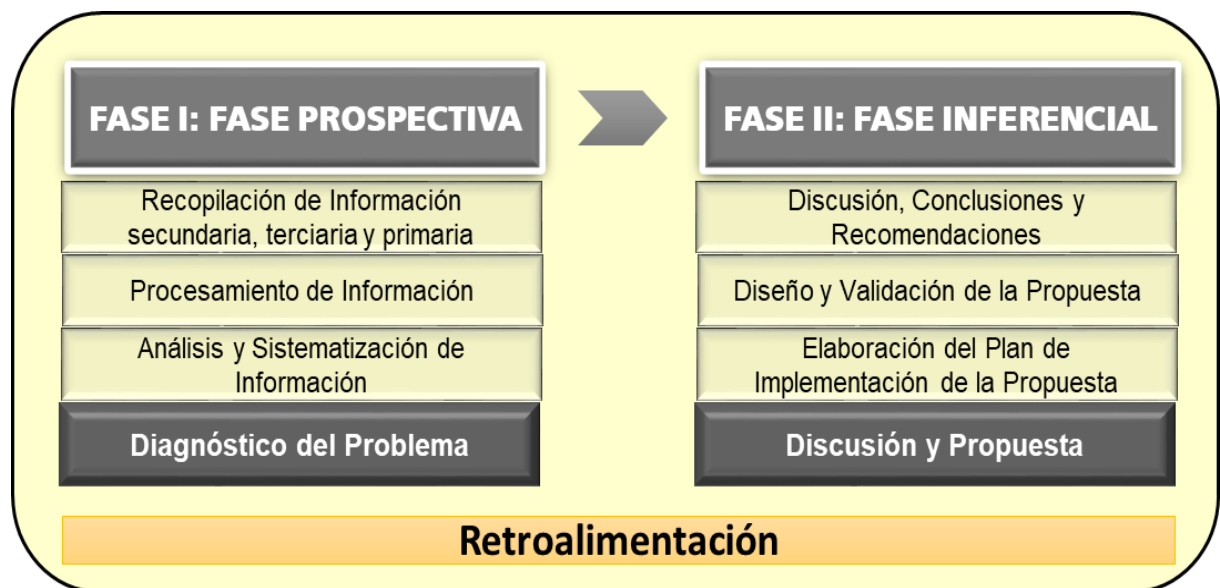 FASE I: FASE PROSPECTIVA
Recopilación de Información
secundaria, terciaria y primaria
Procesamiento de Información
Análisis y Sistematización de
Información
Diagnóstico del Problema
FASE II: FASE INFERENCIAL
Discusión, Conclusiones y
Recomendaciones
Diseño y Validación de la Propuesta
Elaboración del Plan de
Implementación de la Propuesta
Discusión y Propuesta
Retroalimentación